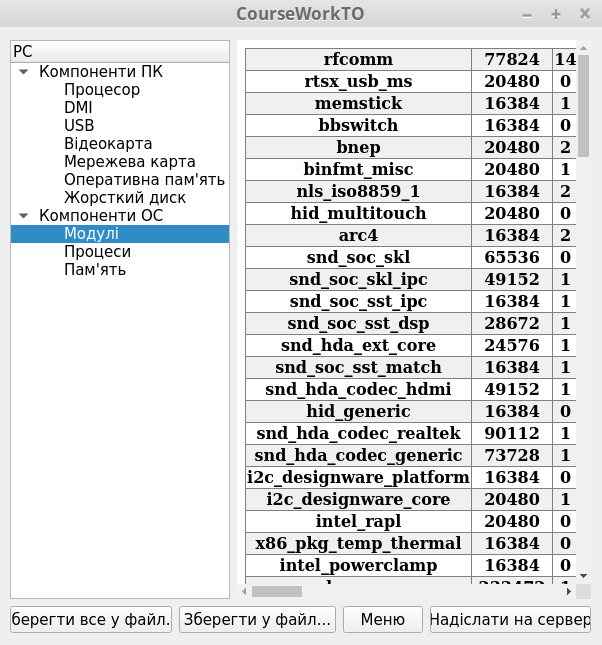 CourseWorkTO
PC
Компоненти ПК
Процесор
DMI
USB
Відеокарта
Мережева карта
Оперативна пам'ять
Жорсткий диск
Компоненти ОС
Модулі
Процеси
Пам'ять
rfcomm 77824 14
rtsx_usb_ms 20480 0
memstick 16384 1
bbswitch 16384 0
bnep 20480 2
binfmt_misc 20480 1
nls_iso8859_1 16384 2
hid_multitouch 20480 0
arc4 16384 2
snd_soc_skl 65536 0
snd_soc_skl_ipc 49152 1
snd_soc_sst_ipc 16384 1
snd_soc_sst_dsp 28672 1
snd_hda_ext_core 24576 1
snd_soc_sst_match 16384 1
snd_hda_codec_hdmi 49152 1
hid_generic 16384 0
snd_hda_codec_realtek 90112 1
snd_hda_codec_generic 73728 1
i2c_designware_platform 16384 0
i2c_designware_core 20480 1
intel_rapl 20480 0
x86_pkg_temp_thermal 16384 0
intel_powerclamp 16384 0
берегти все у файл.
Зберегти у файл...
Меню
Надіслати на сервер